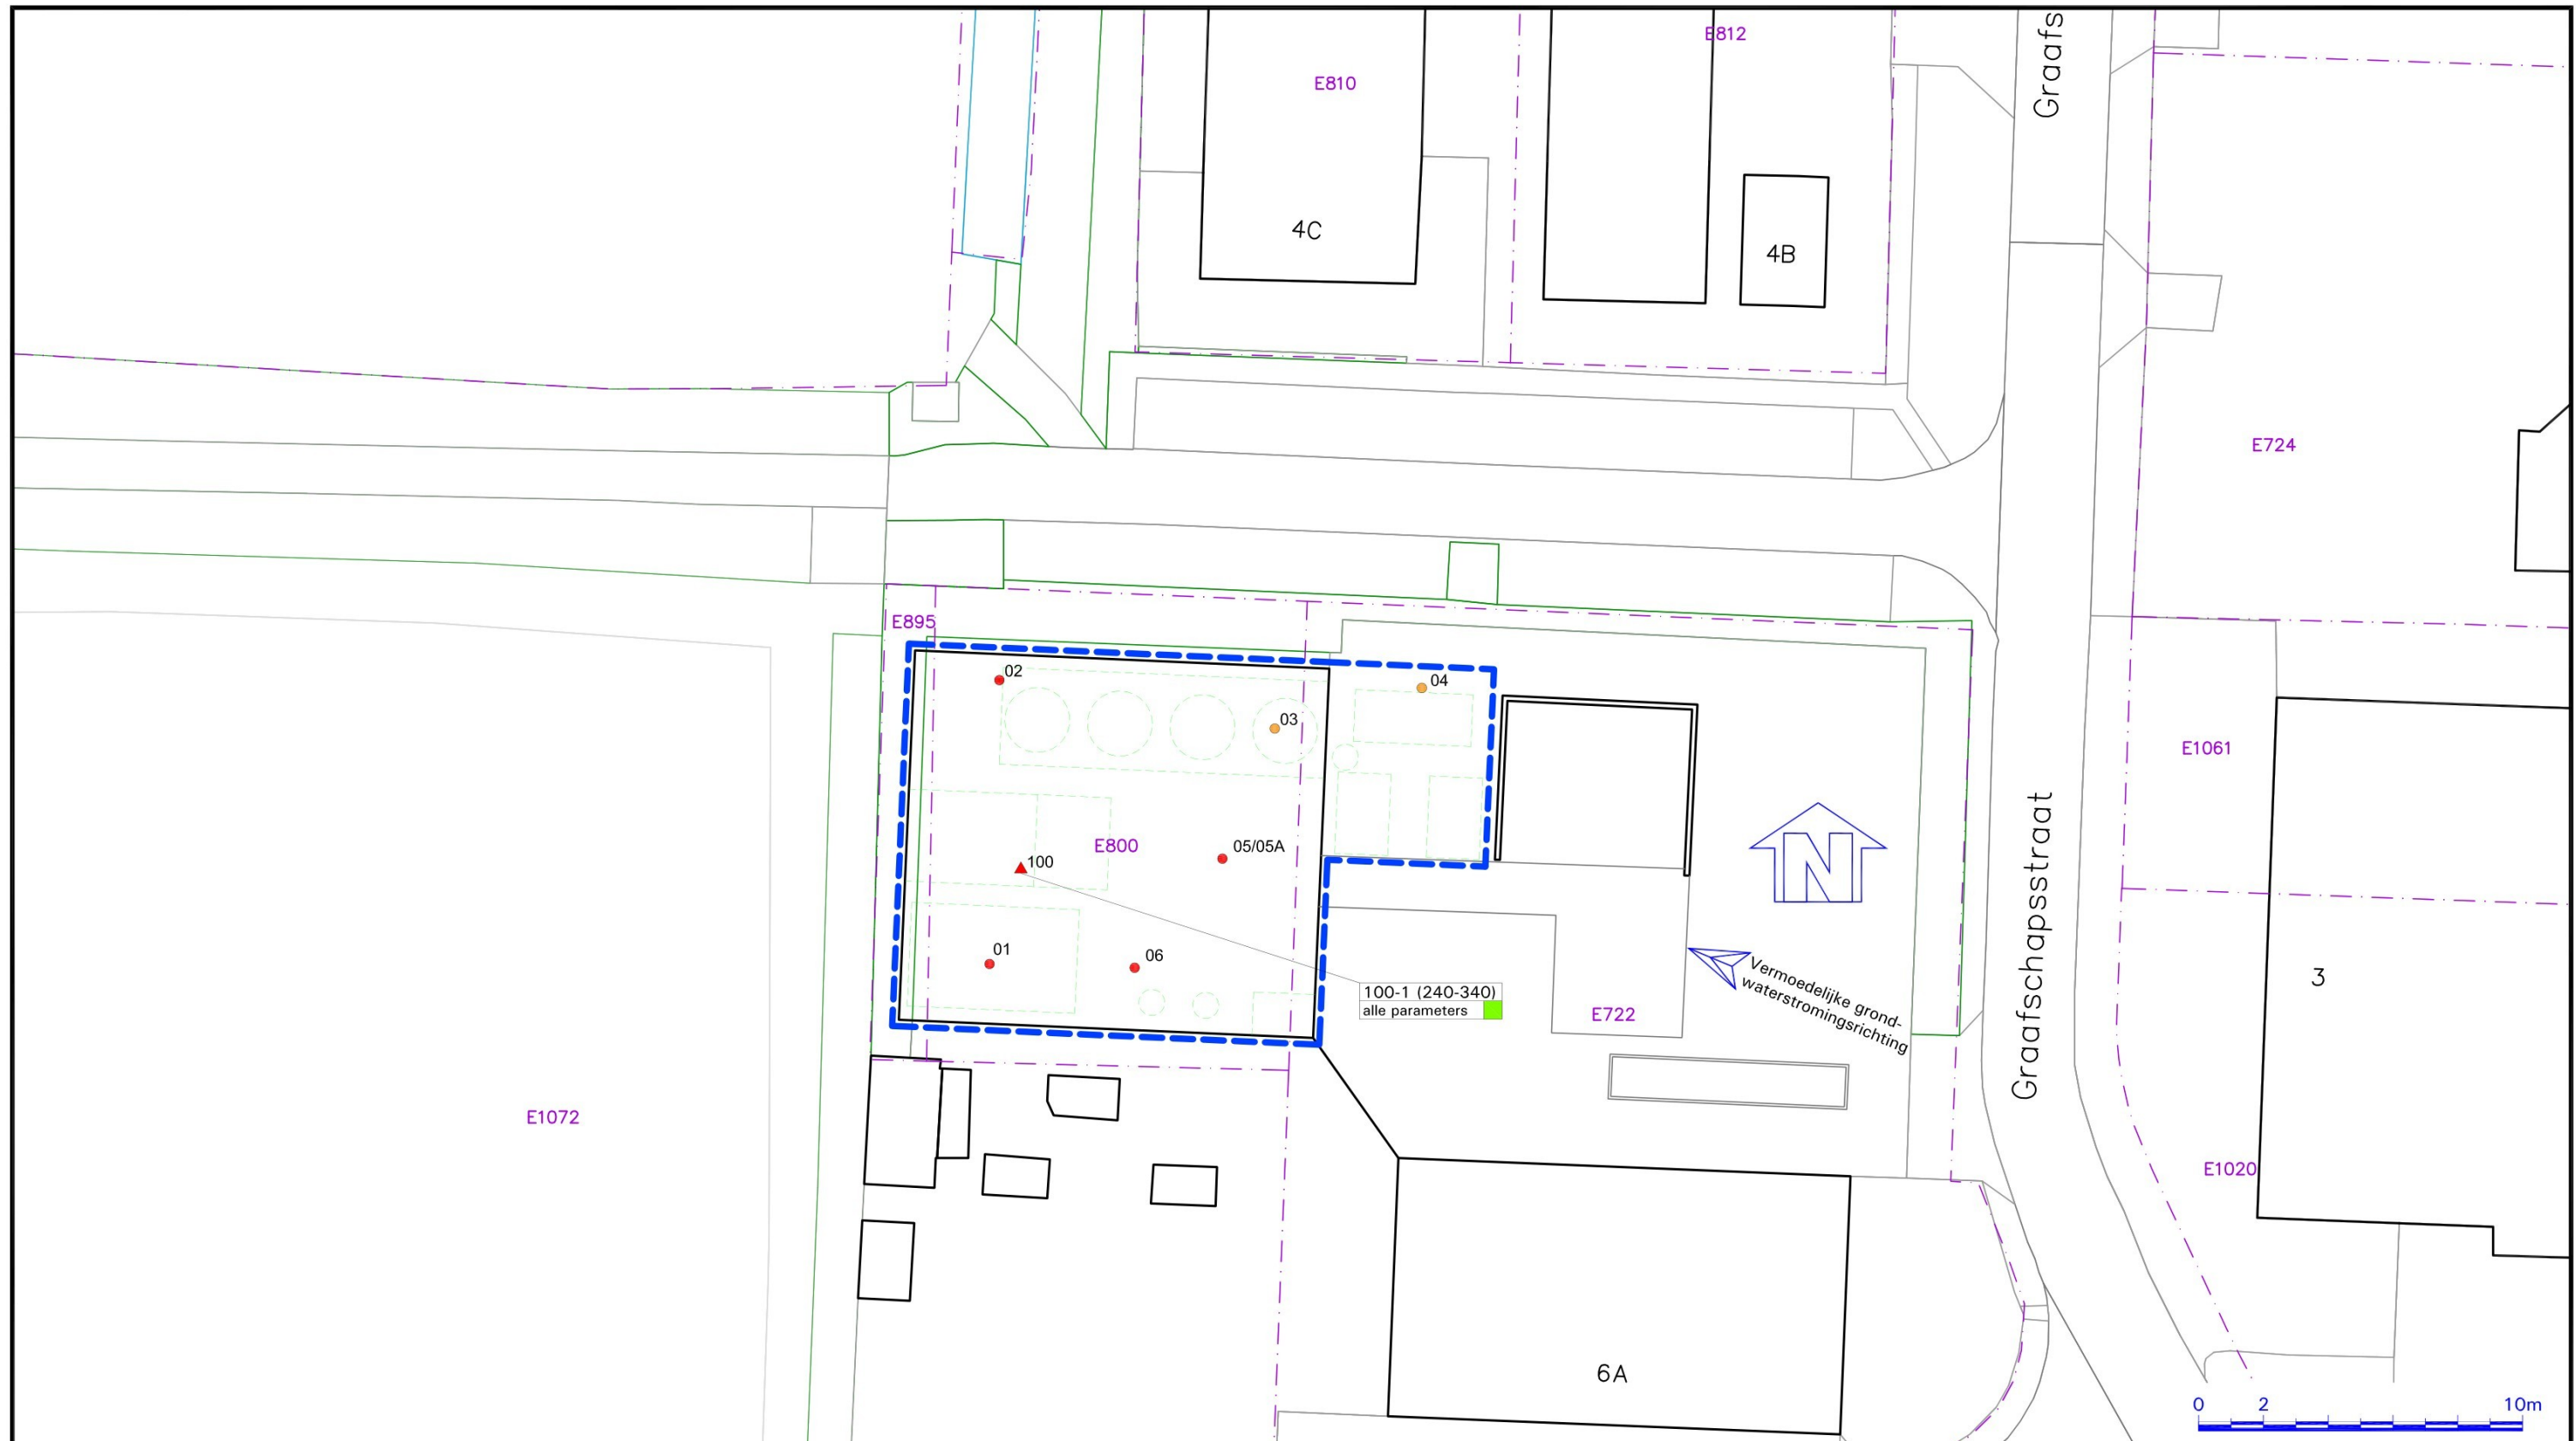 Graafs
E812
E810
4C
4B
E724
E895
02
04
03
E1061
05/05A
E800
100
N
Graafschapsstraat
01
06
Vermoedelijke grond-
waterstromingsrichting
3
100-1 (240-340)
alle parameters
E722
E1072
E1020
6A
0 2 10m